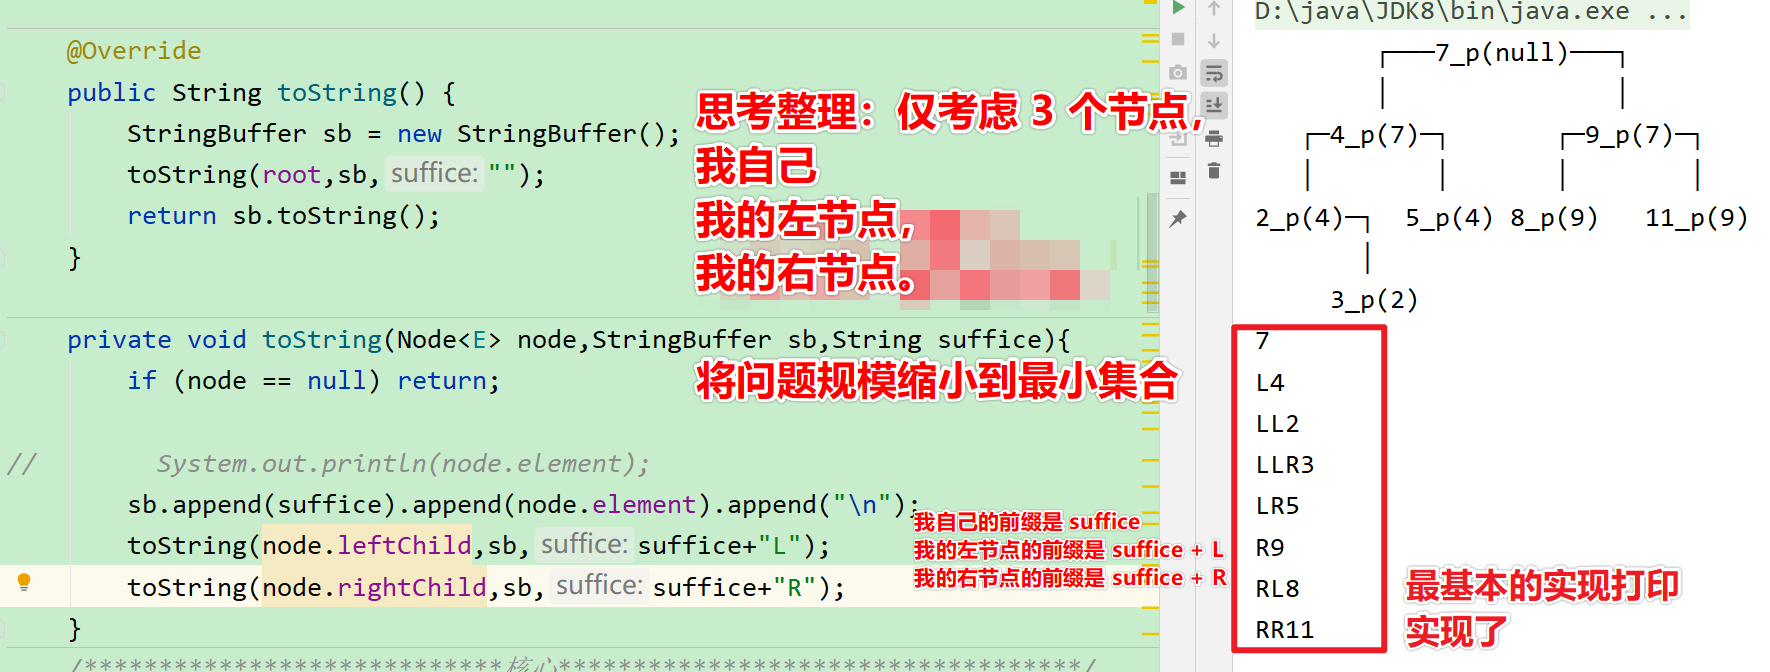 @Override
public String toString() {
StringBuffer sb = new StringBuffer();
toString(root,sb, suffice: "");
return sb.toString();
}
private void toString(Node<E> node,StringBuffer sb,String suffice){
if (node == null) return;
// System.out.println(node.element);
sb.append(suffice).append(node.element).append("\n");
toString(node.leftChild,sb, suffice: suffice+"L");
toString(node.rightChild,sb, suffice: suffice+"R");
}
/****************************核心***********************************/
思考整理：仅考虑 3 个节点，
我自己
我的左节点，
我的右节点。
将问题规模缩小到最小集合
我自己的前缀是 suffice
我的左节点的前缀是 suffice + L
我的右节点的前缀是 suffice + R
D:\java\JDK8\bin\java.exe ...
┌───7_p(null)───┐
│ │
┌─4_p(7)─┐ ┌─9_p(7)─┐
│ │ │ │
2_p(4)─┐ 5_p(4) 8_p(9) 11_p(9)
│
3_p(2)
7
L4
LL2
LLR3
LR5
R9
RL8
RR11
最基本的实现打印
实现了